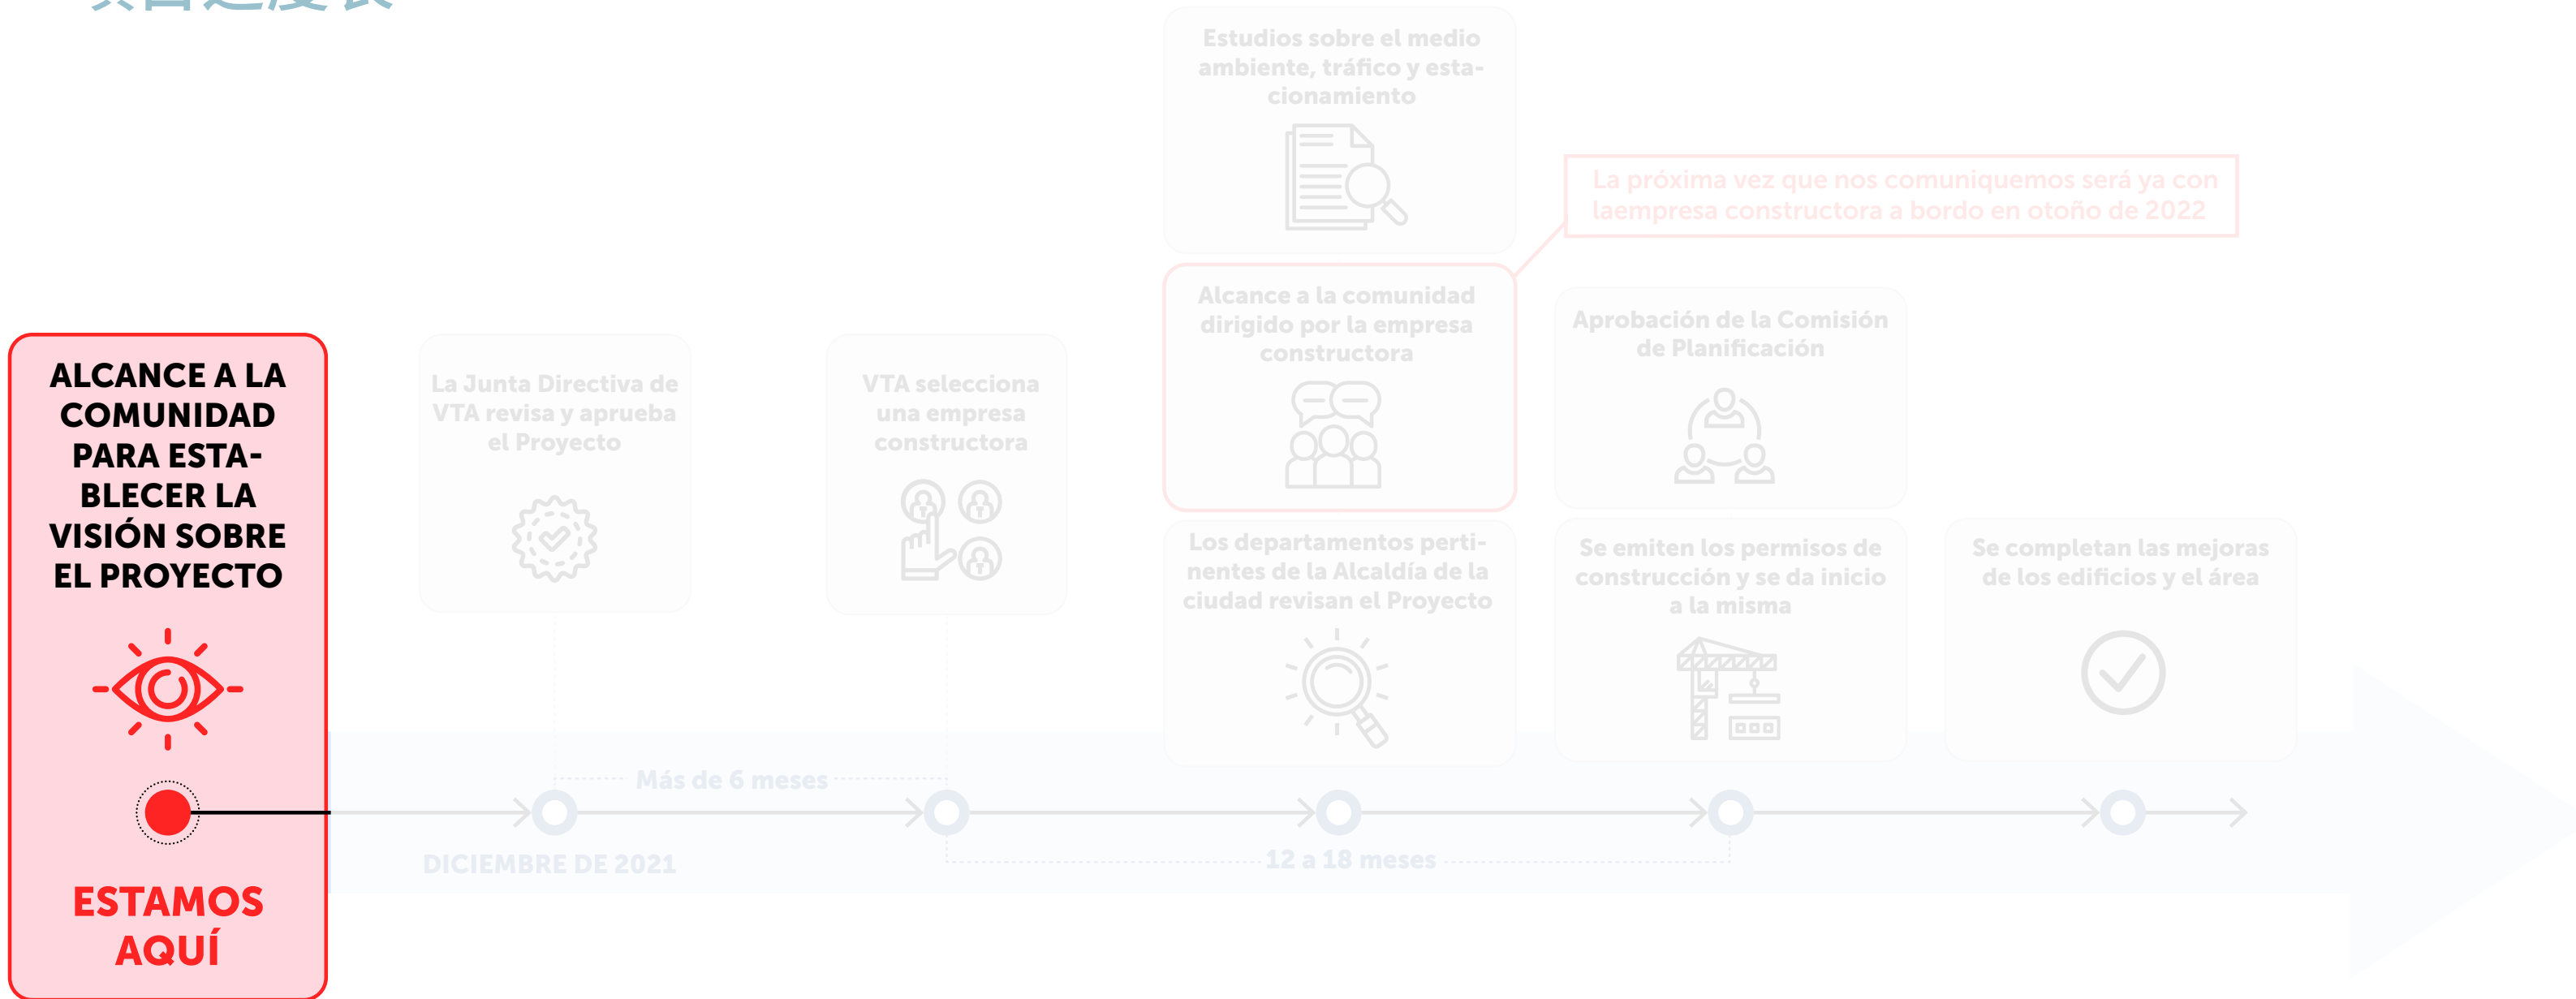 项目进度表
Estudios sobre el medio
ambiente, tráfico y esta-
cionamiento
La próxima vez que nos comuniquemos será ya con
laempresa constructora a bordo en otoño de 2022
Alcance a la comunidad
dirigido por la empresa
constructora
Aprobación de la Comisión
de Planificación
ALCANCE A LA
COMUNIDAD
PARA ESTA-
BLECER LA
VISIÓN SOBRE
EL PROYECTO
La Junta Directiva de
VTA revisa y aprueba
el Proyecto
VTA selecciona
una empresa
constructora
Los departamentos perti-
nentes de la Alcaldía de la
ciudad revisan el Proyecto
Se emiten los permisos de
construcción y se da inicio
a la misma
Se completan las mejoras
de los edificios y el área
Más de 6 meses
DICIEMBRE DE 2021
12 a 18 meses
ESTAMOS
AQUÍ